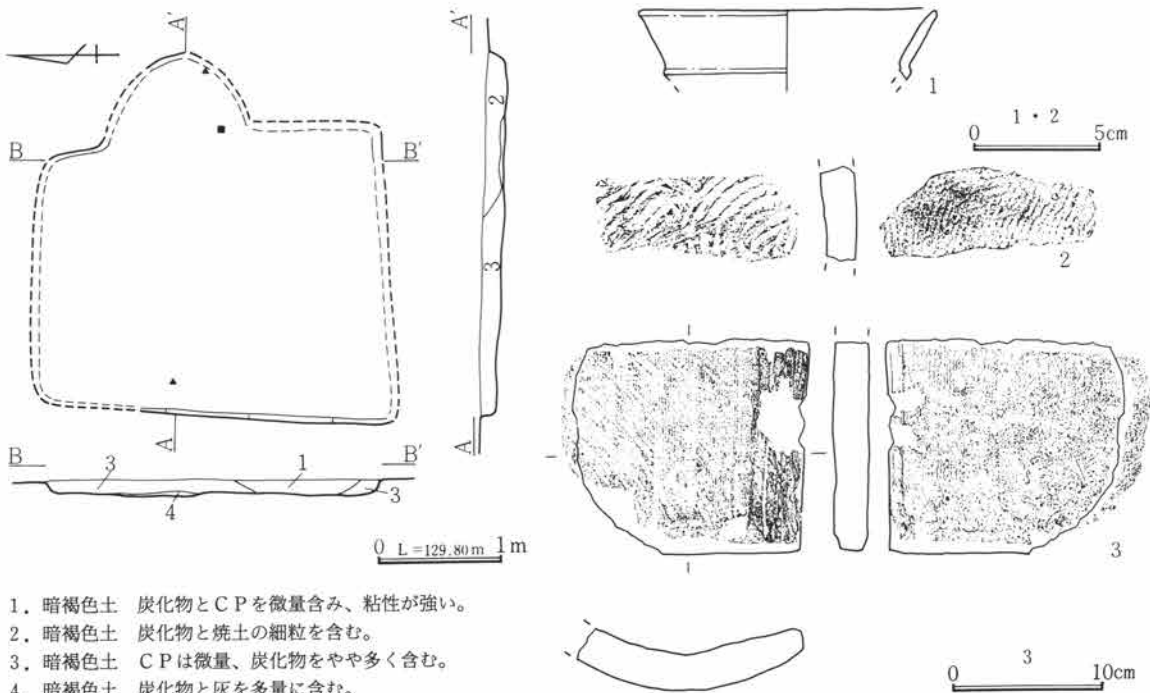 A'
A'
2
3
B
B'
A
A
B
B'
3
1
3
4
0 L=129.80m 1m
1
1・2
0 5cm
2
3
3
0 10cm
1．暗褐色土 炭化物とCPを微量含み、粘性が強い。
2．暗褐色土 炭化物と焼土の細粒を含む。
3．暗褐色土 CPは微量、炭化物をやや多く含む。
4．暗褐色土 炭化物と灰を多量に含む。